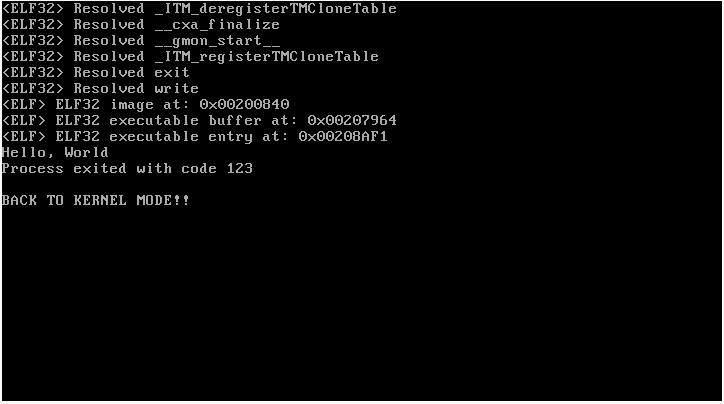 <ELF32> Resolved _ITM_deregisterTMCloneTable
<ELF32> Resolved __cxa_finalize
<ELF32> Resolved __gmon_start__
<ELF32> Resolved _ITM_registerTMCloneTable
<ELF32> Resolved exit
<ELF32> Resolved write
<ELF> ELF32 image at: 0x00200840
<ELF> ELF32 executable buffer at: 0x00207964
<ELF> ELF32 executable entry at: 0x00208AF1
Hello, World
Process exited with code 123
BACK TO KERNEL MODE!!